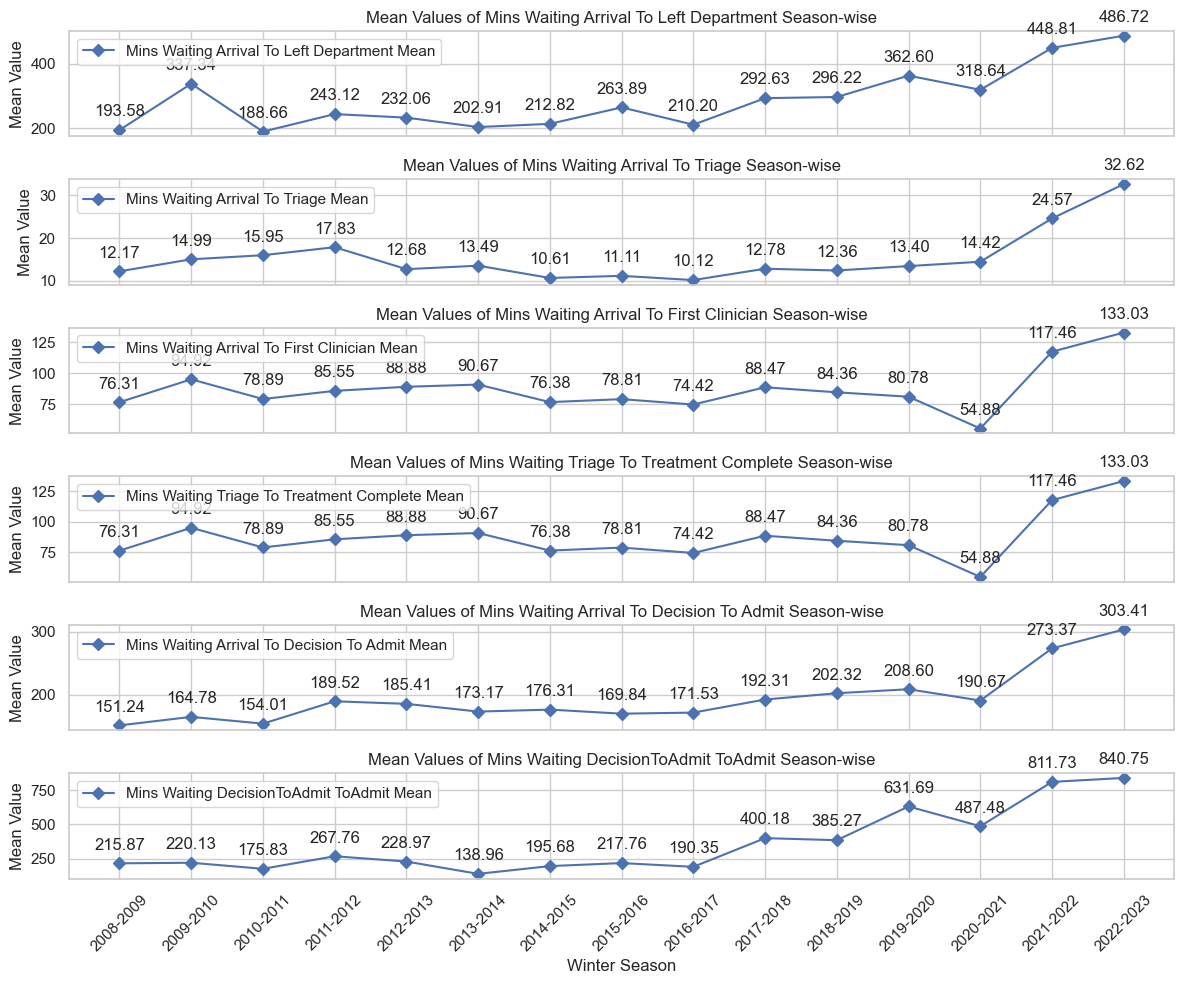 Mean Values of Mins Waiting Arrival To Left Department Season-wise
Mean Value
400
200
Mins Waiting Arrival To Left Department Mean
193.58 337.34 188.66 243.12 232.06 202.91 212.82 263.89 210.20 292.63 296.22 362.60 318.64 448.81 486.72
Mean Values of Mins Waiting Arrival To Triage Season-wise
Mean Value
30
20
10
Mins Waiting Arrival To Triage Mean
12.17 14.99 15.95 17.83 12.68 13.49 10.61 11.11 10.12 12.78 12.36 13.40 14.42 24.57 32.62
Mean Values of Mins Waiting Arrival To First Clinician Season-wise
Mean Value
125
100
75
Mins Waiting Arrival To First Clinician Mean
76.31 94.92 78.89 85.55 88.88 90.67 76.38 78.81 74.42 88.47 84.36 80.78 54.88 117.46 133.03
Mean Values of Mins Waiting Triage To Treatment Complete Season-wise
Mean Value
125
100
75
Mins Waiting Triage To Treatment Complete Mean
76.31 94.92 78.89 85.55 88.88 90.67 76.38 78.81 74.42 88.47 84.36 80.78 54.88 117.46 133.03
Mean Values of Mins Waiting Arrival To Decision To Admit Season-wise
Mean Value
300
200
Mins Waiting Arrival To Decision To Admit Mean
151.24 164.78 154.01 189.52 185.41 173.17 176.31 169.84 171.53 192.31 202.32 208.60 190.67 273.37 303.41
Mean Values of Mins Waiting DecisionToAdmit ToAdmit Season-wise
Mean Value
750
500
250
Mins Waiting DecisionToAdmit ToAdmit Mean
215.87 220.13 175.83 267.76 228.97 138.96 195.68 217.76 190.35 400.18 385.27 631.69 487.48 811.73 840.75
2008-2009 2009-2010 2010-2011 2011-2012 2012-2013 2013-2014 2014-2015 2015-2016 2016-2017 2017-2018 2018-2019 2019-2020 2020-2021 2021-2022 2022-2023
Winter Season